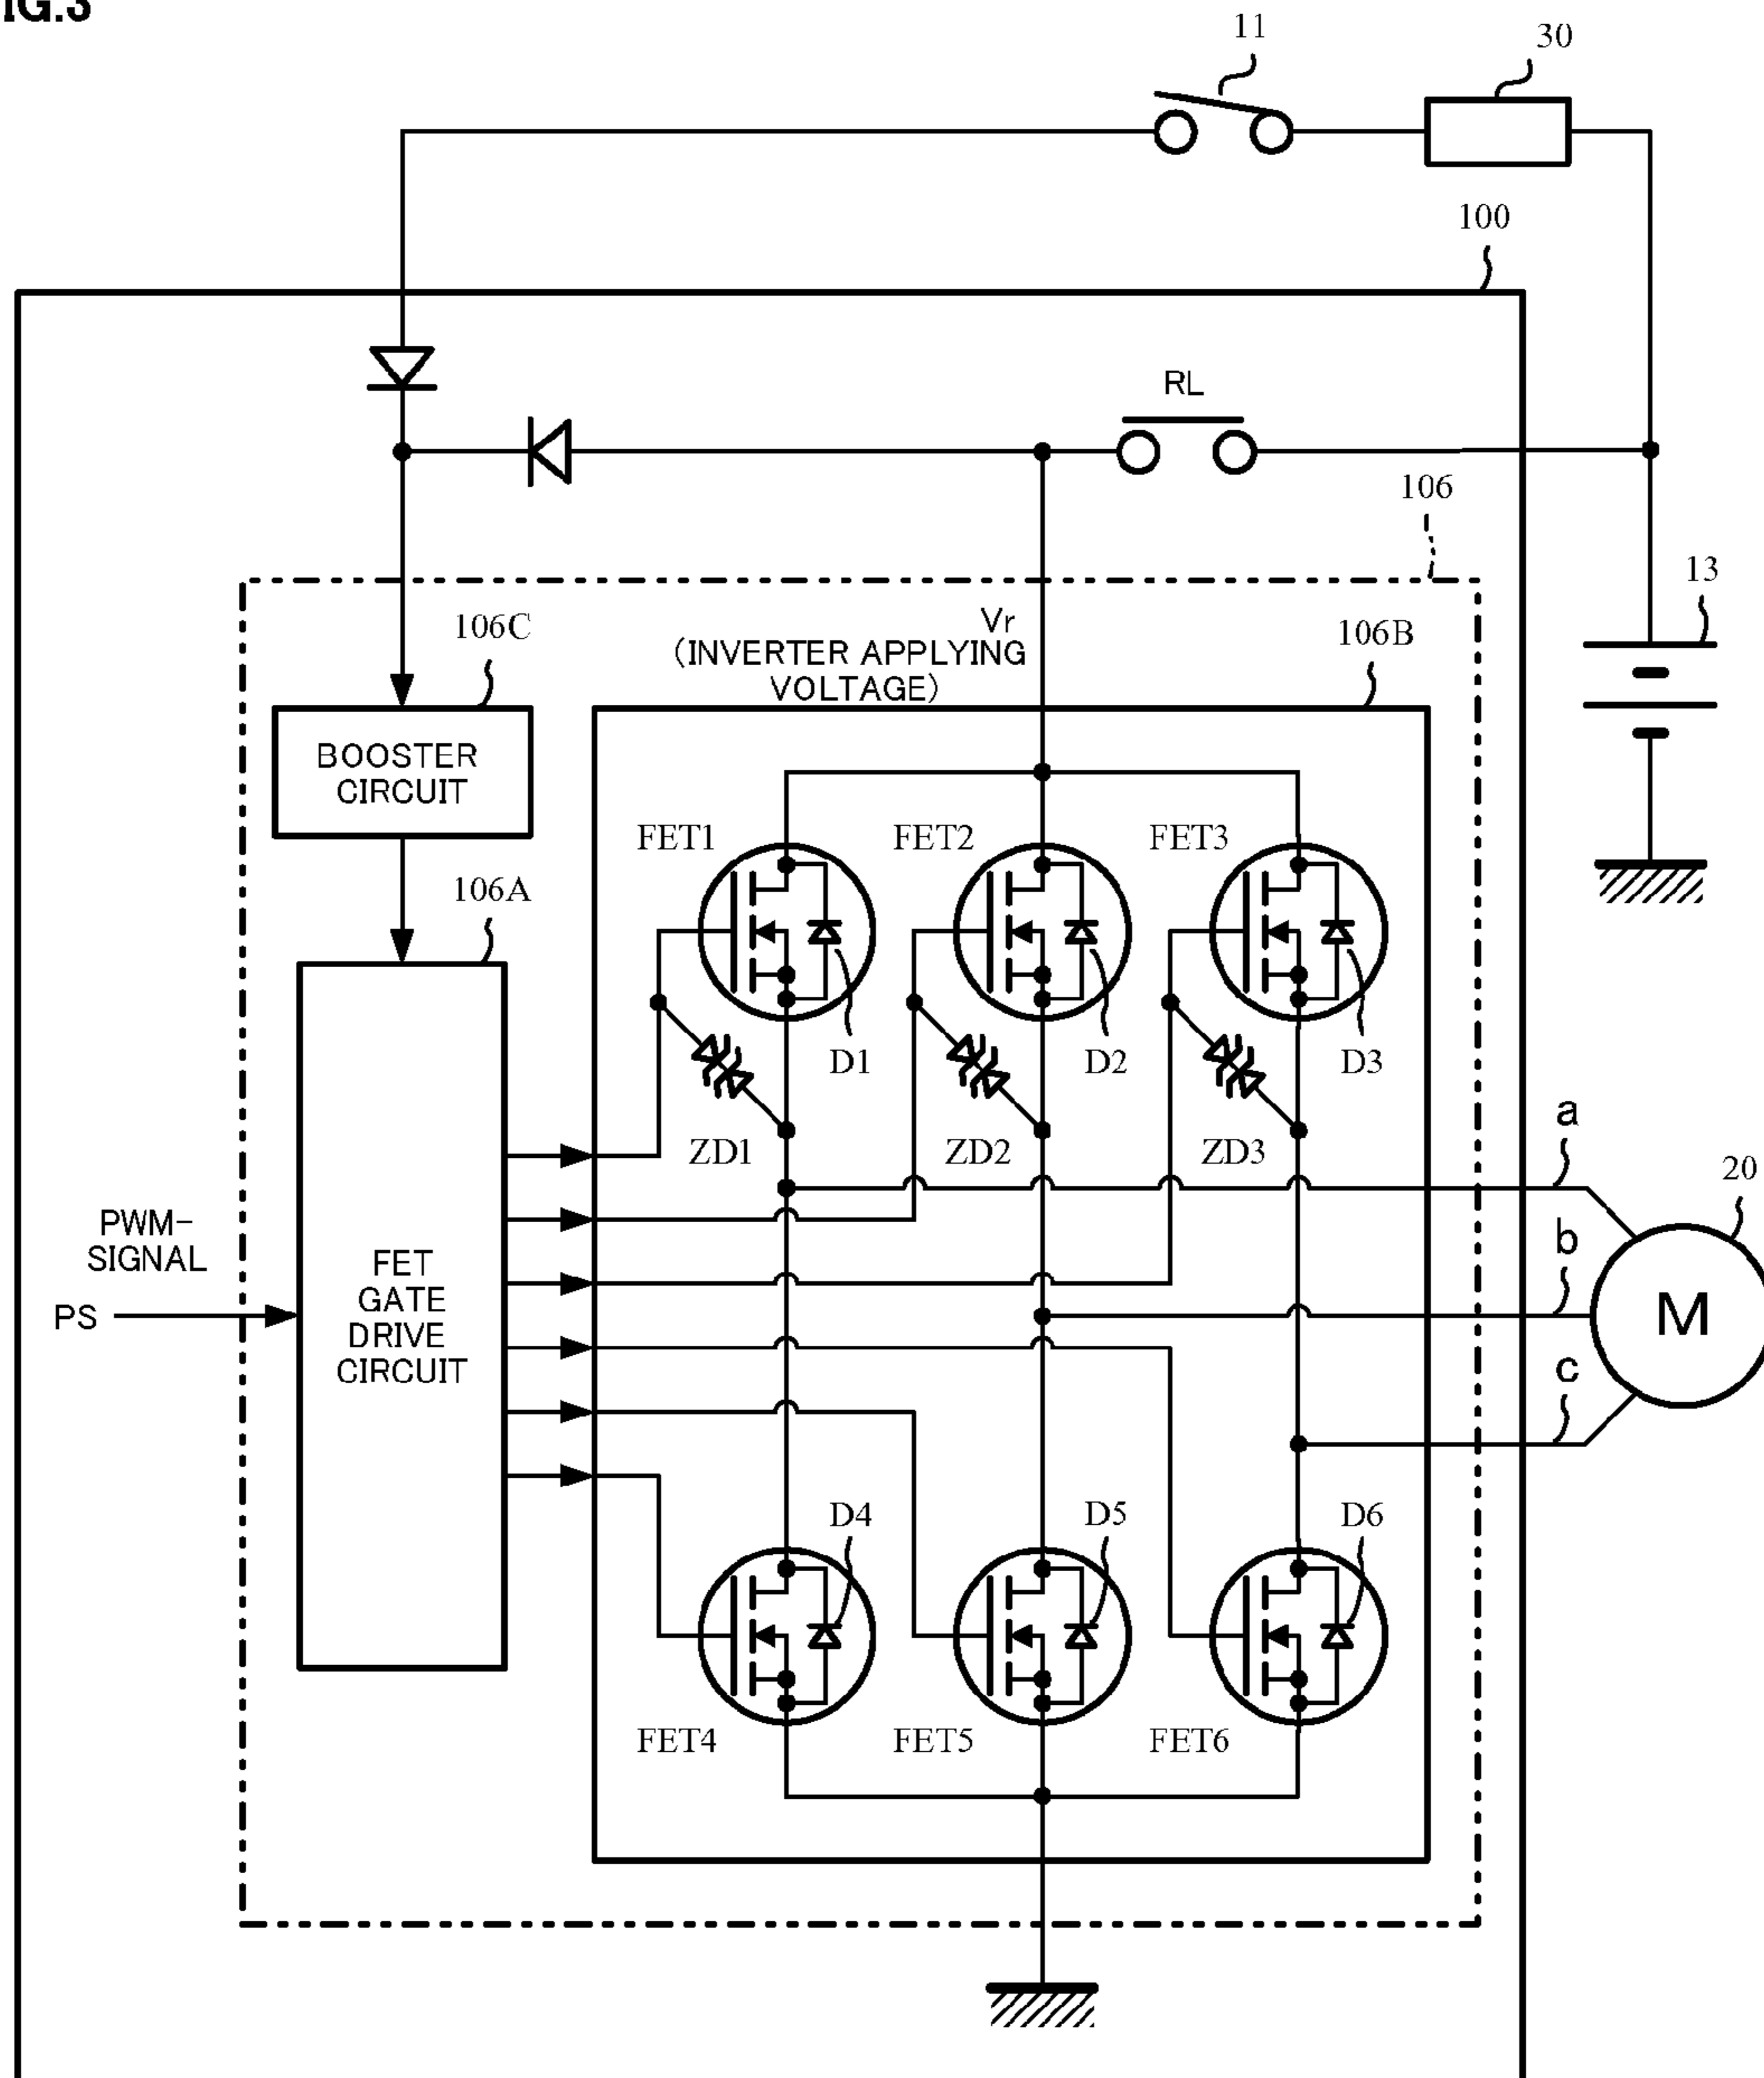 IG.3
11
30
100
RL
106
13
106C
Vr
(INVERTER APPLYING
VOLTAGE)
106B
BOOSTER
CIRCUIT
FET1
FET2
FET3
106A
D1
D2
D3
ZD1
ZD2
ZD3
a
20
PWM-
SIGNAL
PS
FET
GATE
DRIVE
CIRCUIT
b
M
c
D4
D5
D6
FET4
FET5
FET6